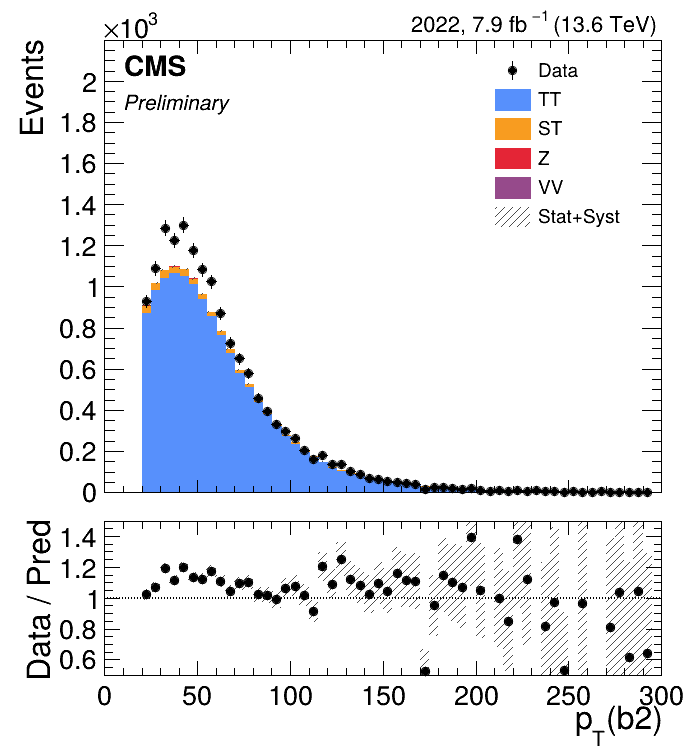 ×10³
2022, 7.9 fb⁻¹ (13.6 TeV)
Events
CMS
Preliminary
Data
TT
ST
Z
VV
Stat+Syst
2
1.8
1.6
1.4
1.2
1
0.8
0.6
0.4
0.2
0
Data / Pred
1.4
1.2
1
0.8
0.6
0 50 100 150 200 250 300
p_T(b2)